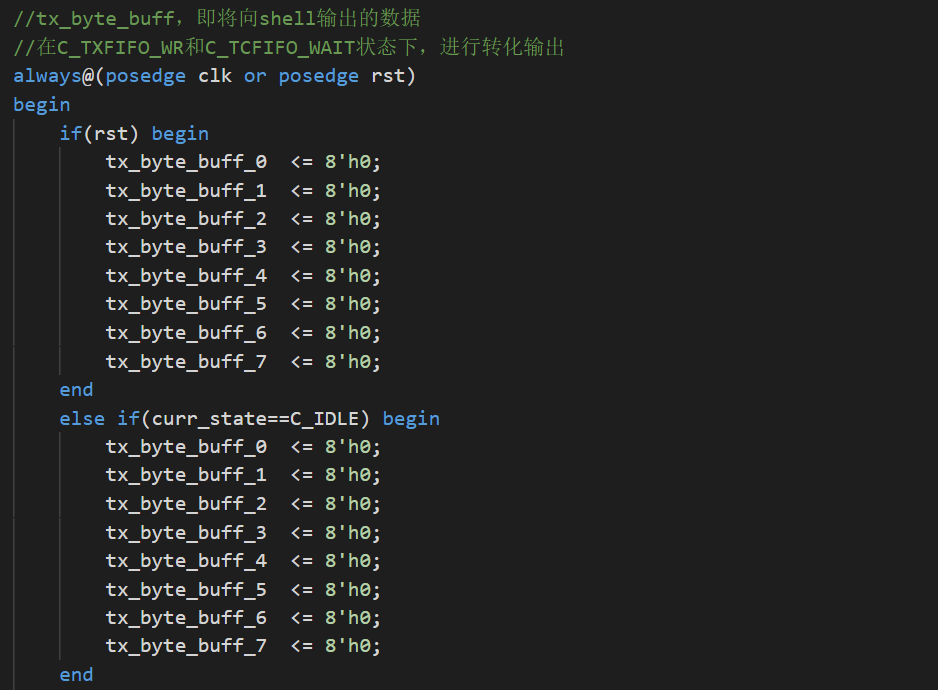 //tx_byte_buff，即将向shell输出的数据
//在C_TXFIFO_WR和C_TCFIFO_WAIT状态下，进行转化输出
always@(posedge clk or posedge rst)
begin
    if(rst) begin
        tx_byte_buff_0  <= 8'h0;
        tx_byte_buff_1  <= 8'h0;
        tx_byte_buff_2  <= 8'h0;
        tx_byte_buff_3  <= 8'h0;
        tx_byte_buff_4  <= 8'h0;
        tx_byte_buff_5  <= 8'h0;
        tx_byte_buff_6  <= 8'h0;
        tx_byte_buff_7  <= 8'h0;
    end
    else if(curr_state==C_IDLE) begin
        tx_byte_buff_0  <= 8'h0;
        tx_byte_buff_1  <= 8'h0;
        tx_byte_buff_2  <= 8'h0;
        tx_byte_buff_3  <= 8'h0;
        tx_byte_buff_4  <= 8'h0;
        tx_byte_buff_5  <= 8'h0;
        tx_byte_buff_6  <= 8'h0;
        tx_byte_buff_7  <= 8'h0;
    end